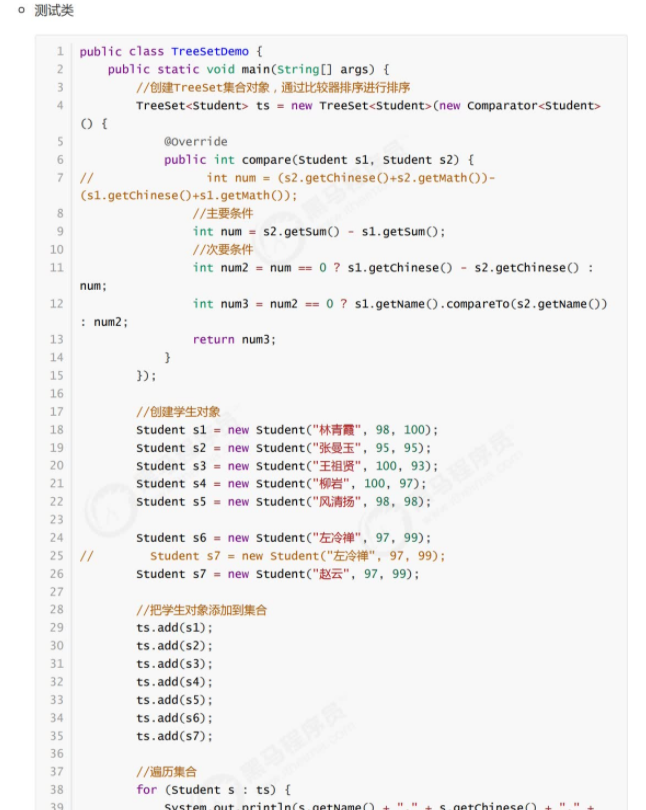 测试类
1 public class TreeSetDemo {
2 public static void main(String[] args) {
3 //创建TreeSet集合对象，通过比较器排序进行排序
4 TreeSet<Student> ts = new TreeSet<Student>(new Comparator<Student>
() {
5 @Override
6 public int compare(Student s1, Student s2) {
7 // int num = (s2.getChinese()+s2.getMath())-
(s1.getChinese()+s1.getMath());
8 //主要条件
9 int num = s2.getSum() - s1.getSum();
10 //次要条件
11 int num2 = num == 0 ? s1.getChinese() - s2.getChinese() :
num;
12 int num3 = num2 == 0 ? s1.getName().compareTo(s2.getName())
: num2;
13 return num3;
14 }
15 });
16
17 //创建学生对象
18 Student s1 = new Student("林青霞", 98, 100);
19 Student s2 = new Student("张曼玉", 95, 95);
20 Student s3 = new Student("王祖贤", 100, 93);
21 Student s4 = new Student("柳岩", 100, 97);
22 Student s5 = new Student("风清扬", 98, 98);
23
24 Student s6 = new Student("左冷禅", 97, 99);
25 // Student s7 = new Student("左冷禅", 97, 99);
26 Student s7 = new Student("赵云", 97, 99);
27
28 //把学生对象添加到集合
29 ts.add(s1);
30 ts.add(s2);
31 ts.add(s3);
32 ts.add(s4);
33 ts.add(s5);
34 ts.add(s6);
35 ts.add(s7);
36
37 //遍历集合
38 for (Student s : ts) {
39 System.out.println(s.getName() + "," + s.getChinese() + "," +